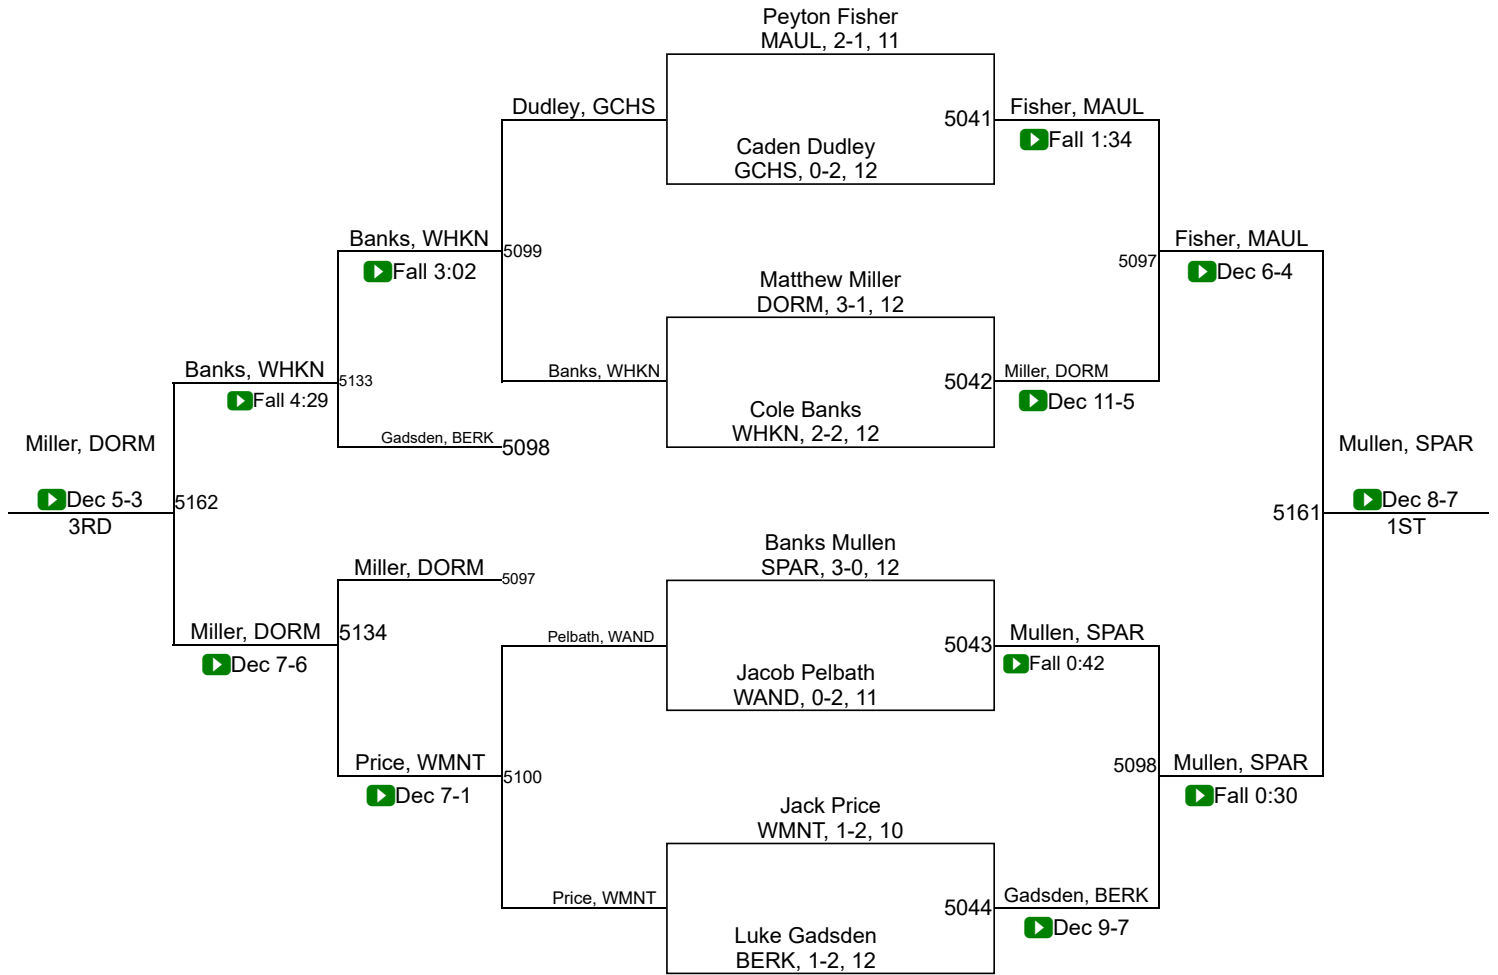 Peyton Fisher
MAUL, 2-1, 11
Dudley, GCHS
5041
Fisher, MAUL
Fall 1:34
Caden Dudley
GCHS, 0-2, 12
Banks, WHKN
5099
Fall 3:02
Fisher, MAUL
5097
Dec 6-4
Matthew Miller
DORM, 3-1, 12
Banks, WHKN
5133
Fall 4:29
Banks, WHKN
5042
Miller, DORM
Dec 11-5
Cole Banks
WHKN, 2-2, 12
Gadsden, BERK
5098
Miller, DORM
Dec 5-3
3RD
5162
Mullen, SPAR
5161
Dec 8-7
1ST
Banks Mullen
SPAR, 3-0, 12
Miller, DORM
5097
Miller, DORM
5134
Dec 7-6
Pelbath, WAND
5043
Mullen, SPAR
Fall 0:42
Jacob Pelbath
WAND, 0-2, 11
Price, WMNT
5100
Dec 7-1
5098
Mullen, SPAR
Fall 0:30
Jack Price
WMNT, 1-2, 10
Price, WMNT
5044
Gadsden, BERK
Dec 9-7
Luke Gadsden
BERK, 1-2, 12